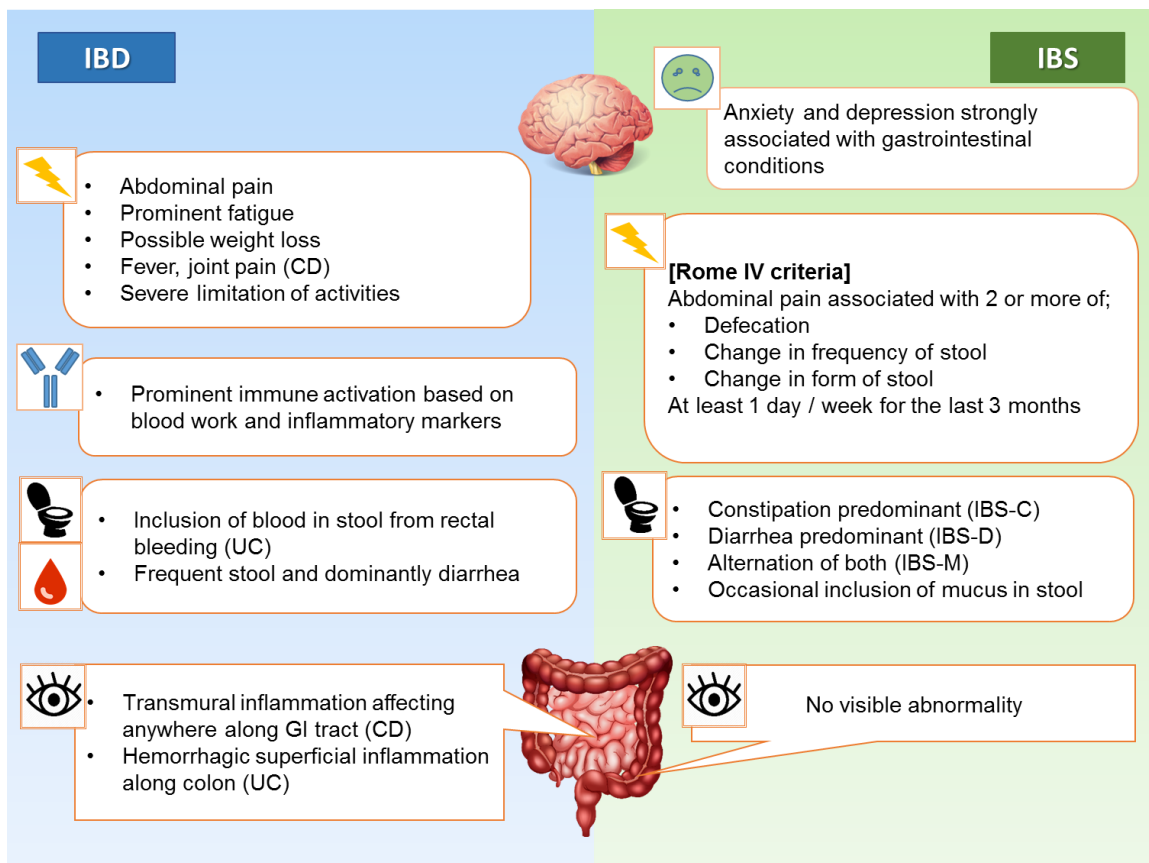 IBD
• Abdominal pain
• Prominent fatigue
• Possible weight loss
• Fever, joint pain (CD)
• Severe limitation of activities
• Prominent immune activation based on
blood work and inflammatory markers
• Inclusion of blood in stool from rectal
bleeding (UC)
• Frequent stool and dominantly diarrhea
• Transmural inflammation affecting
anywhere along GI tract (CD)
• Hemorrhagic superficial inflammation
along colon (UC)
IBS
Anxiety and depression strongly
associated with gastrointestinal
conditions
[Rome IV criteria]
Abdominal pain associated with 2 or more of;
• Defecation
• Change in frequency of stool
• Change in form of stool
At least 1 day / week for the last 3 months
• Constipation predominant (IBS-C)
• Diarrhea predominant (IBS-D)
• Alternation of both (IBS-M)
• Occasional inclusion of mucus in stool
No visible abnormality